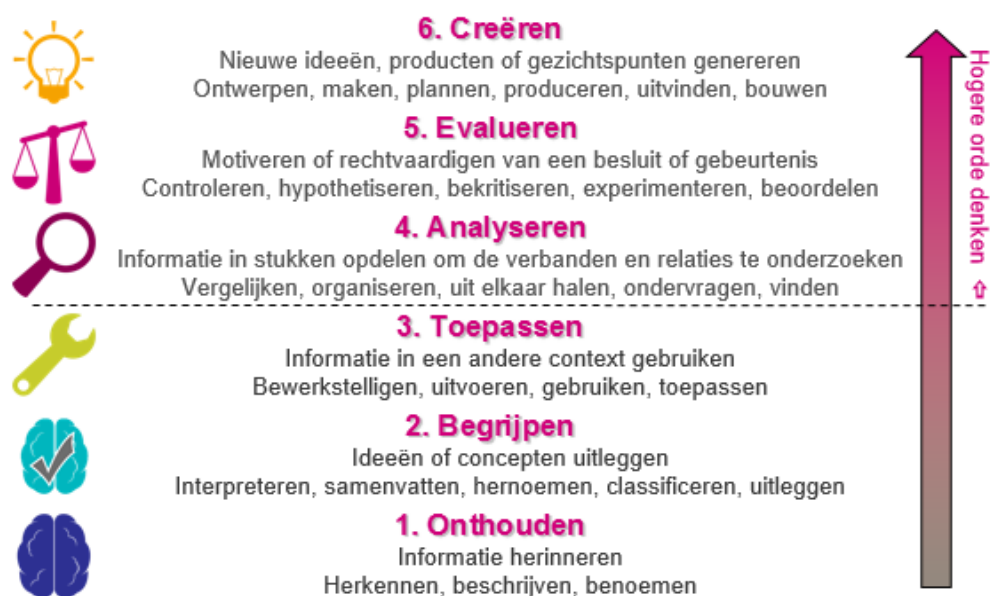 6. Creëren
Nieuwe ideeën, producten of gezichtspunten genereren
Ontwerpen, maken, plannen, produceren, uitvinden, bouwen
5. Evalueren
Motiveren of rechtvaardigen van een besluit of gebeurtenis
Controleren, hypothetiseren, bekritiseren, experimenteren, beoordelen
4. Analyseren
Informatie in stukken opdelen om de verbanden en relaties te onderzoeken
Vergelijken, organiseren, uit elkaar halen, ondervragen, vinden
3. Toepassen
Informatie in een andere context gebruiken
Bewerkstelligen, uitvoeren, gebruiken, toepassen
2. Begrijpen
Ideeën of concepten uitleggen
Interpreteren, samenvatten, hernoemen, classificeren, uitleggen
1. Onthouden
Informatie herinneren
Herkennen, beschrijven, benoemen
Hogere orde denken ⇧